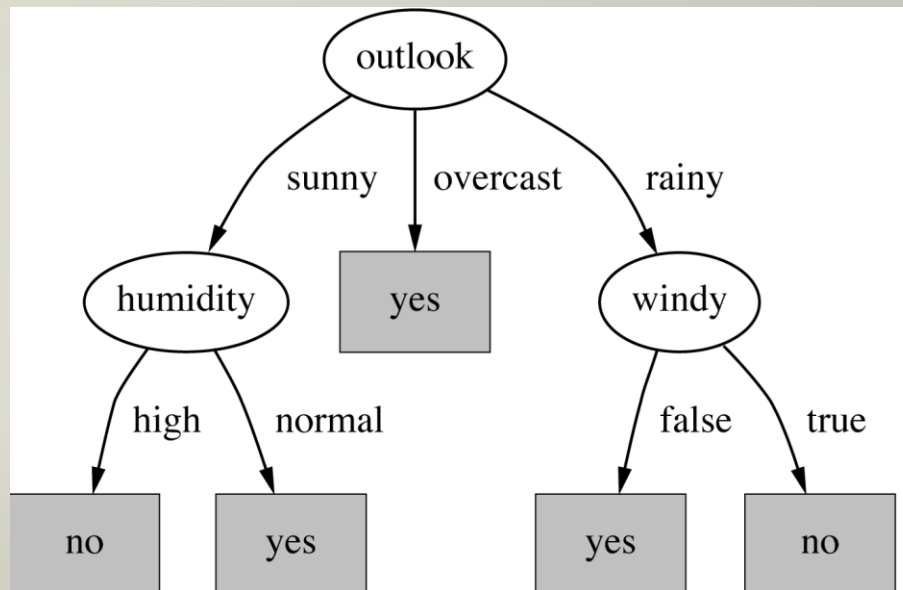 outlook
sunny overcast rainy
humidity yes windy
high normal false true
no yes yes no